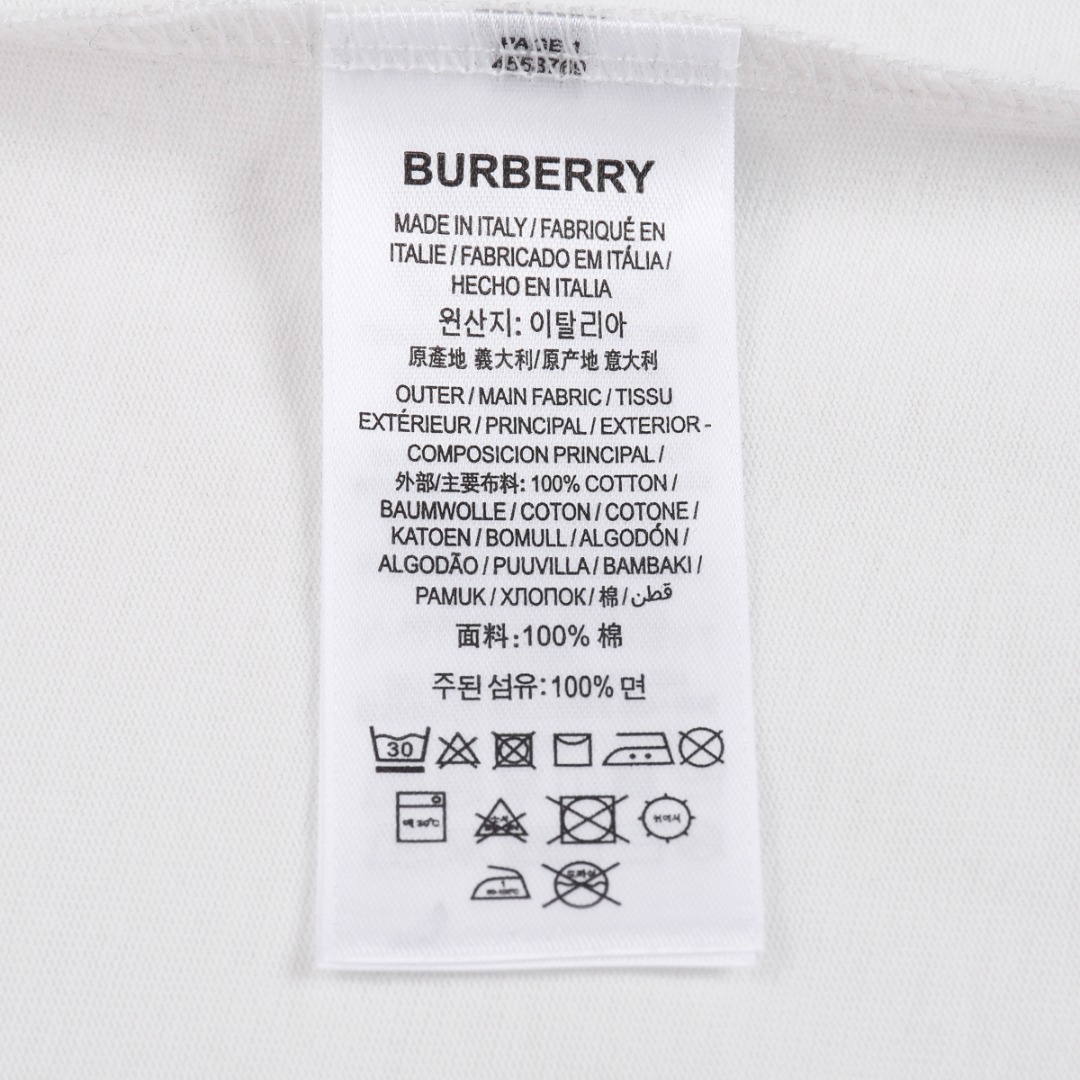 PAGE 1
BURBERRY
MADE IN ITALY / FABRIQUÉ EN
ITALIE / FABRICADO EM ITÁLIA /
HECHO EN ITALIA
원산지: 이탈리아
原產地 義大利/原产地 意大利
OUTER / MAIN FABRIC / TISSU
EXTÉRIEUR / PRINCIPAL / EXTERIOR -
COMPOSICION PRINCIPAL /
外部/主要布料: 100% COTTON /
BAUMWOLLE / COTON / COTONE /
KATOEN / BOMULL / ALGODÓN /
ALGODÃO / PUUVILLA / BAMBAKI /
PAMUK / ХЛОПОК / 棉 / قطن
面料:100% 棉
주된 섬유:100% 면
30